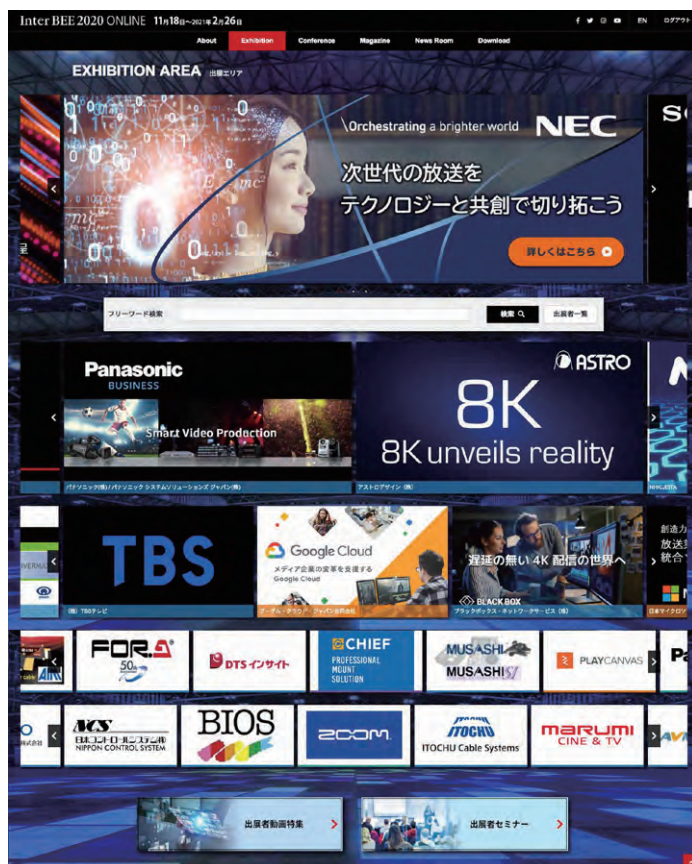 Inter BEE 2020 ONLINE 11月18日〜2021年2月26日
EN ログアウト
About Exhibition Conference Magazine News Room Download
EXHIBITION AREA 出展エリア
\Orchestrating a brighter world NEC
次世代の放送を
テクノロジーと共創で切り拓こう
詳しくはこちら
フリーワード検索 検索 出展者一覧
Panasonic
BUSINESS
Smart Video Production
パナソニック(株)/パナソニック システムソリューションズ ジャパン(株)
ASTRO
8K
8K unveils reality
アストロデザイン(株)
TBS
(株)TBSテレビ
Google Cloud
メディア企業の変革を支援する
Google Cloud
グーグル・クラウド・ジャパン合同会社
遅延の無い 4K 配信の世界へ
BLACK BOX
ブラックボックス・ネットワークサービス(株)
創造力
統合
FOR.A
50th
DTS インサイト
CHIEF
PROFESSIONAL
MOUNT
SOLUTION
MUSASHI
MUSASHI
PLAYCANVAS
株式会社
NCS
日本コントロールシステム(株)
NIPPON CONTROL SYSTEM
BIOS
ZOOM
ITOCHU
ITOCHU Cable Systems
marumi
CINE & TV
出展者動画特集
出展者セミナー